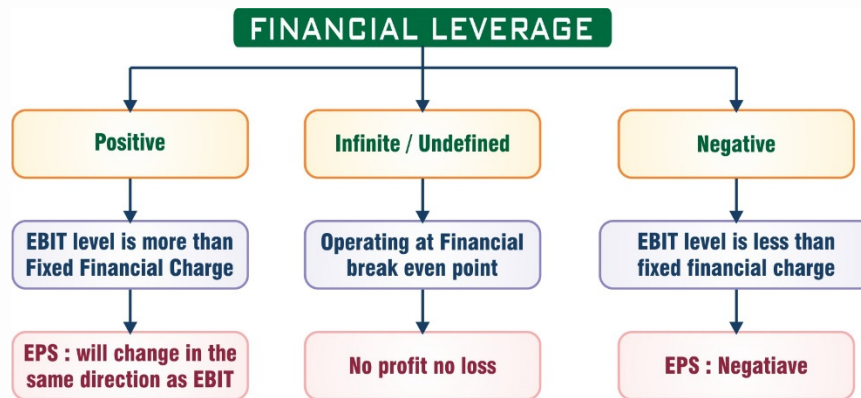 FINANCIAL LEVERAGE
Positive
Infinite / Undefined
Negative
EBIT level is more than
Fixed Financial Charge
Operating at Financial
break even point
EBIT level is less than
fixed financial charge
EPS : will change in the
same direction as EBIT
No profit no loss
EPS : Negatiave